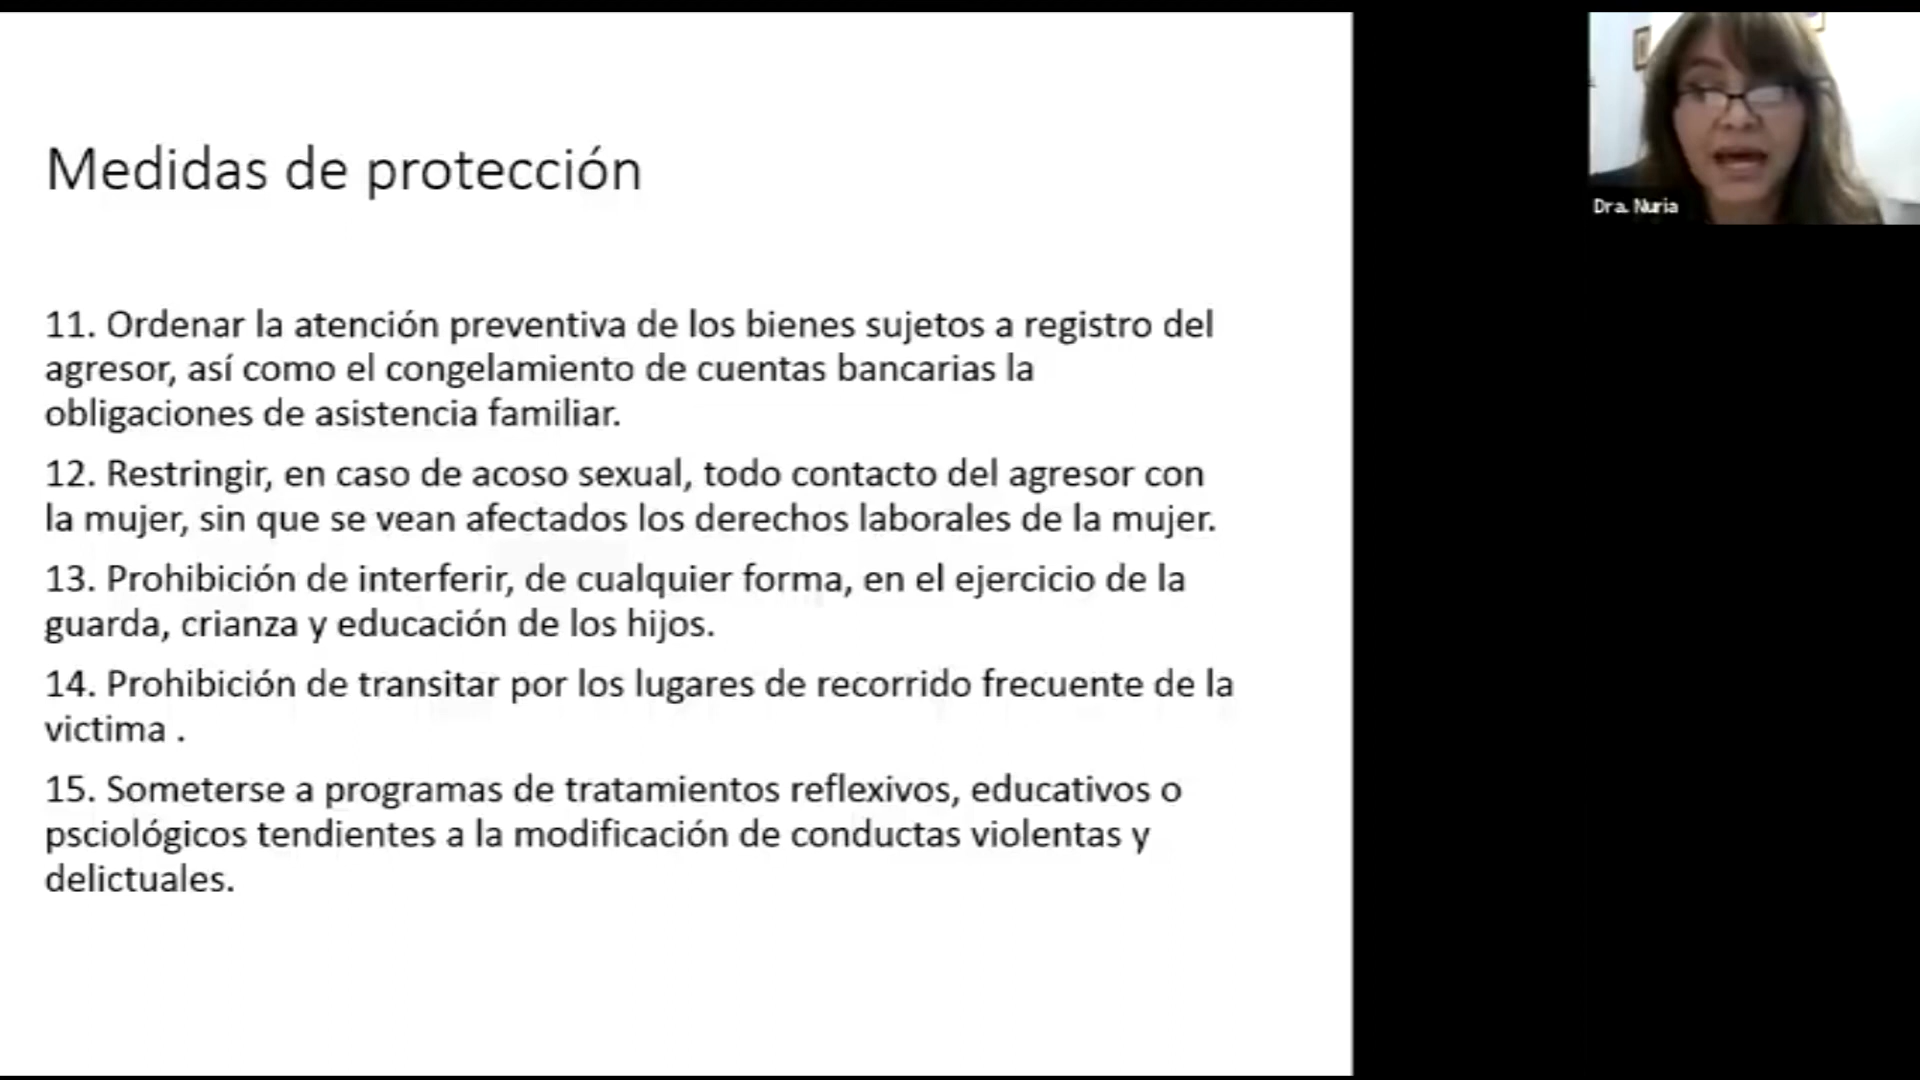 Medidas de protección
11. Ordenar la atención preventiva de los bienes sujetos a registro del
agresor, así como el congelamiento de cuentas bancarias la
obligaciones de asistencia familiar.
12. Restringir, en caso de acoso sexual, todo contacto del agresor con
la mujer, sin que se vean afectados los derechos laborales de la mujer.
13. Prohibición de interferir, de cualquier forma, en el ejercicio de la
guarda, crianza y educación de los hijos.
14. Prohibición de transitar por los lugares de recorrido frecuente de la
victima .
15. Someterse a programas de tratamientos reflexivos, educativos o
psciológicos tendientes a la modificación de conductas violentas y
delictuales.
Dra. Nuria